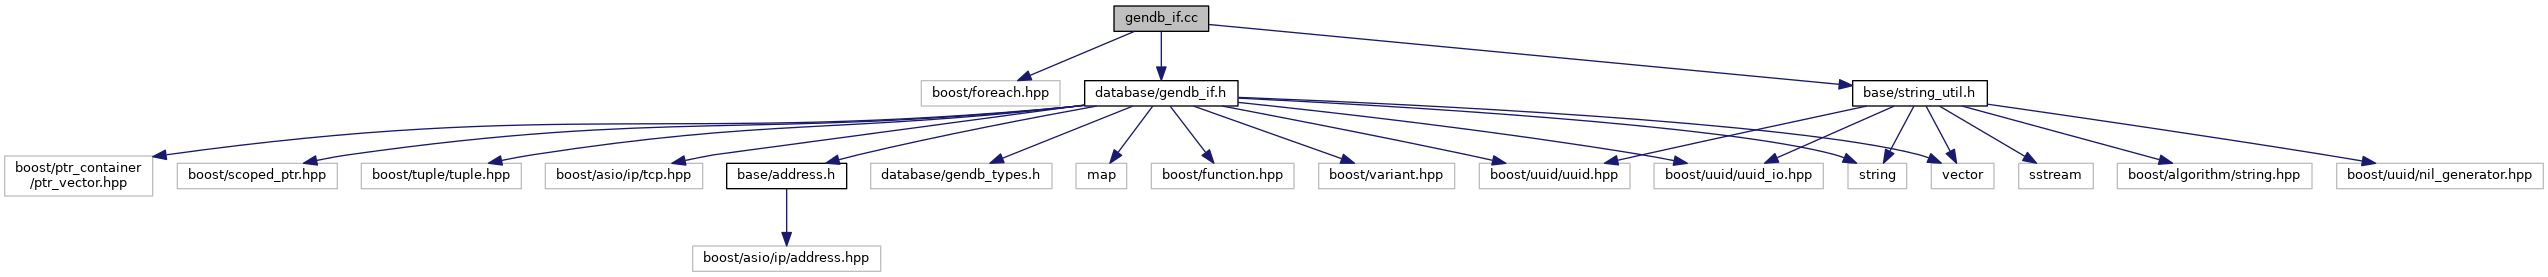 gendb_if.cc
boost/foreach.hpp
database/gendb_if.h
base/string_util.h
boost/ptr_container
/ptr_vector.hpp
boost/scoped_ptr.hpp
boost/tuple/tuple.hpp
boost/asio/ip/tcp.hpp
base/address.h
database/gendb_types.h
map
boost/function.hpp
boost/variant.hpp
boost/uuid/uuid.hpp
boost/uuid/uuid_io.hpp
string
vector
sstream
boost/algorithm/string.hpp
boost/uuid/nil_generator.hpp
boost/asio/ip/address.hpp